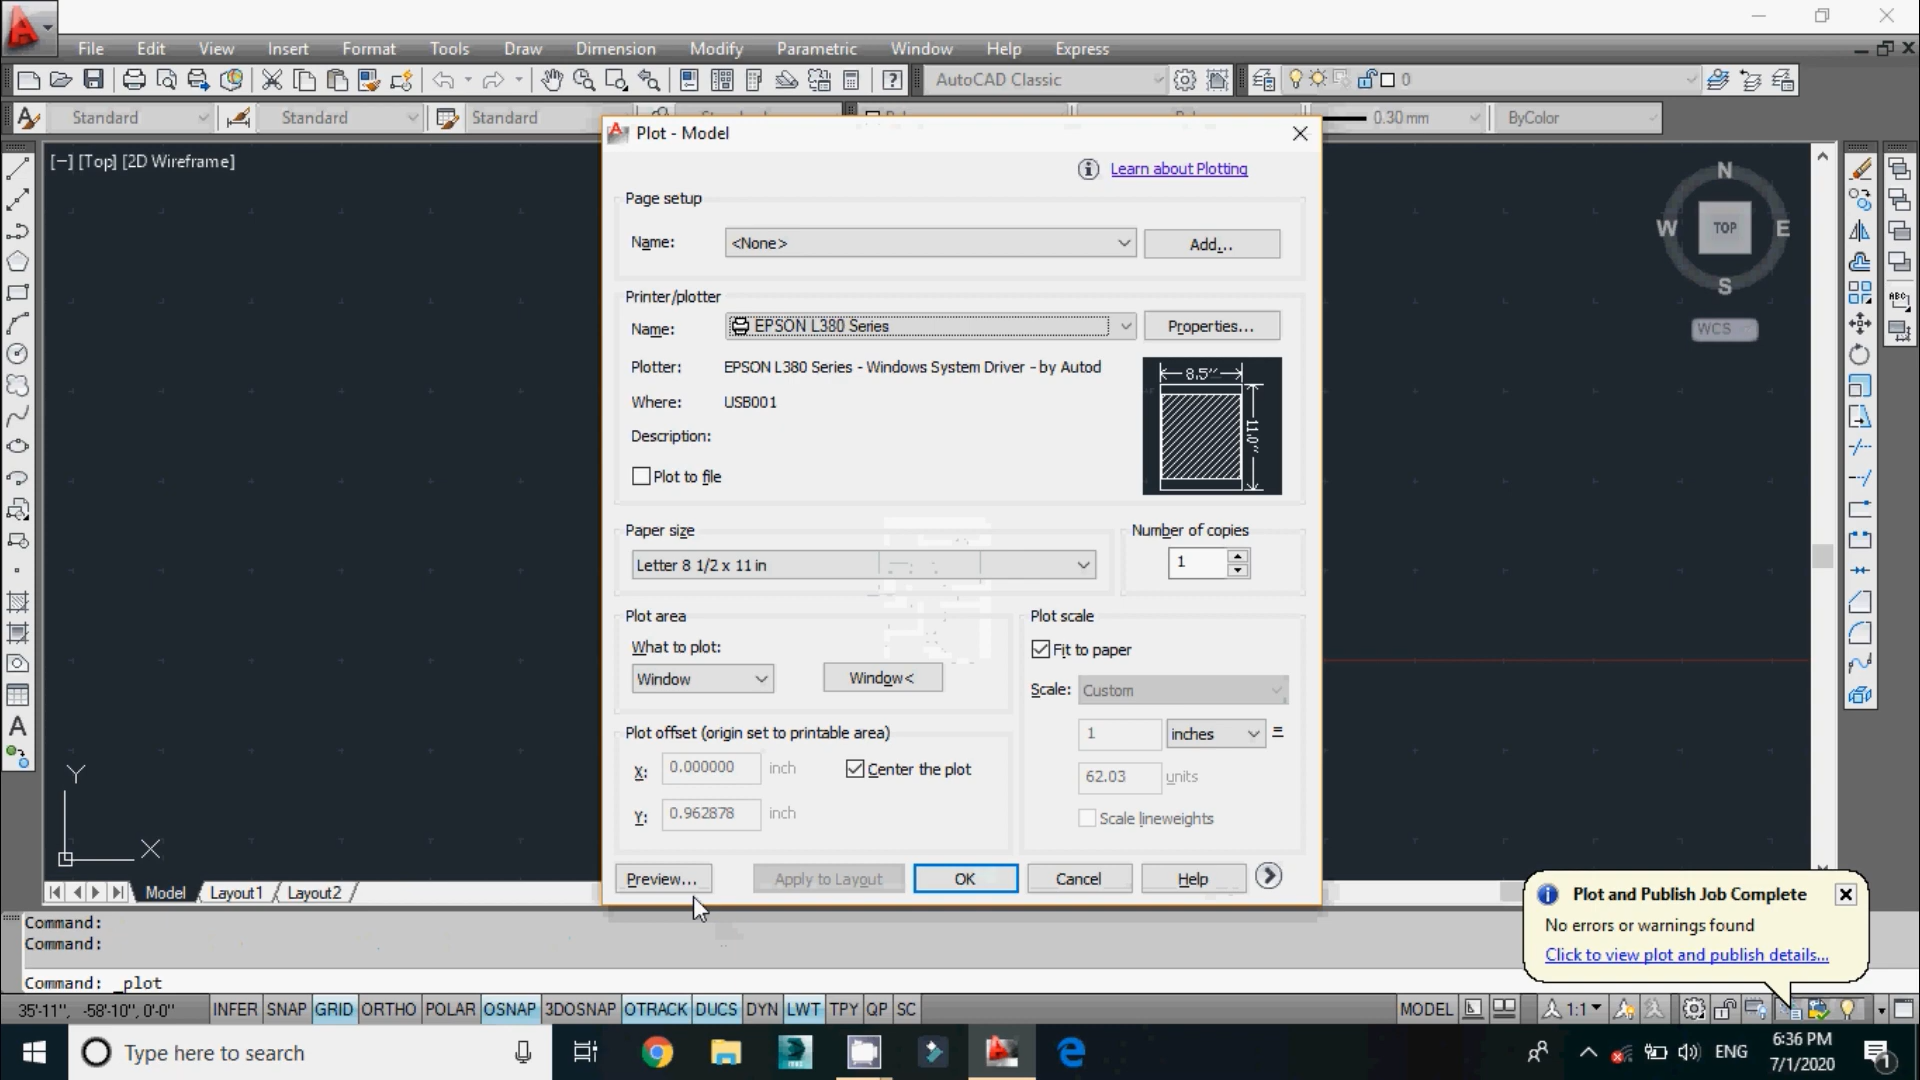 File Edit View Insert Format Tools Draw Dimension Modify Parametric Window Help Express
AutoCAD Classic
0
Standard Standard Standard
0.30 mm ByColor
[−] [Top] [2D Wireframe]
Plot - Model
Learn about Plotting
Page setup
Name: <None> Add...
Printer/plotter
Name: EPSON L380 Series Properties...
Plotter: EPSON L380 Series - Windows System Driver - by Autod
Where: USB001
Description:
Plot to file
8.5"
11.0"
Paper size
Letter 8 1/2 x 11 in
Number of copies
1
Plot area
What to plot:
Window Window<
Plot scale
Fit to paper
Scale: Custom
1 inches =
62.03 units
Scale lineweights
Plot offset (origin set to printable area)
X: 0.000000 inch Center the plot
Y: 0.962878 inch
Preview... Apply to Layout OK Cancel Help
N
W TOP E
S
WCS
ABC
A
Y
X
Model Layout1 Layout2
Command:
Command:
Command: _plot
Plot and Publish Job Complete
No errors or warnings found
Click to view plot and publish details...
35'-11", -58'-10", 0'-0" INFER SNAP GRID ORTHO POLAR OSNAP 3DOSNAP OTRACK DUCS DYN LWT TPY QP SC MODEL 1:1
Type here to search
ENG
6:36 PM
7/1/2020
1